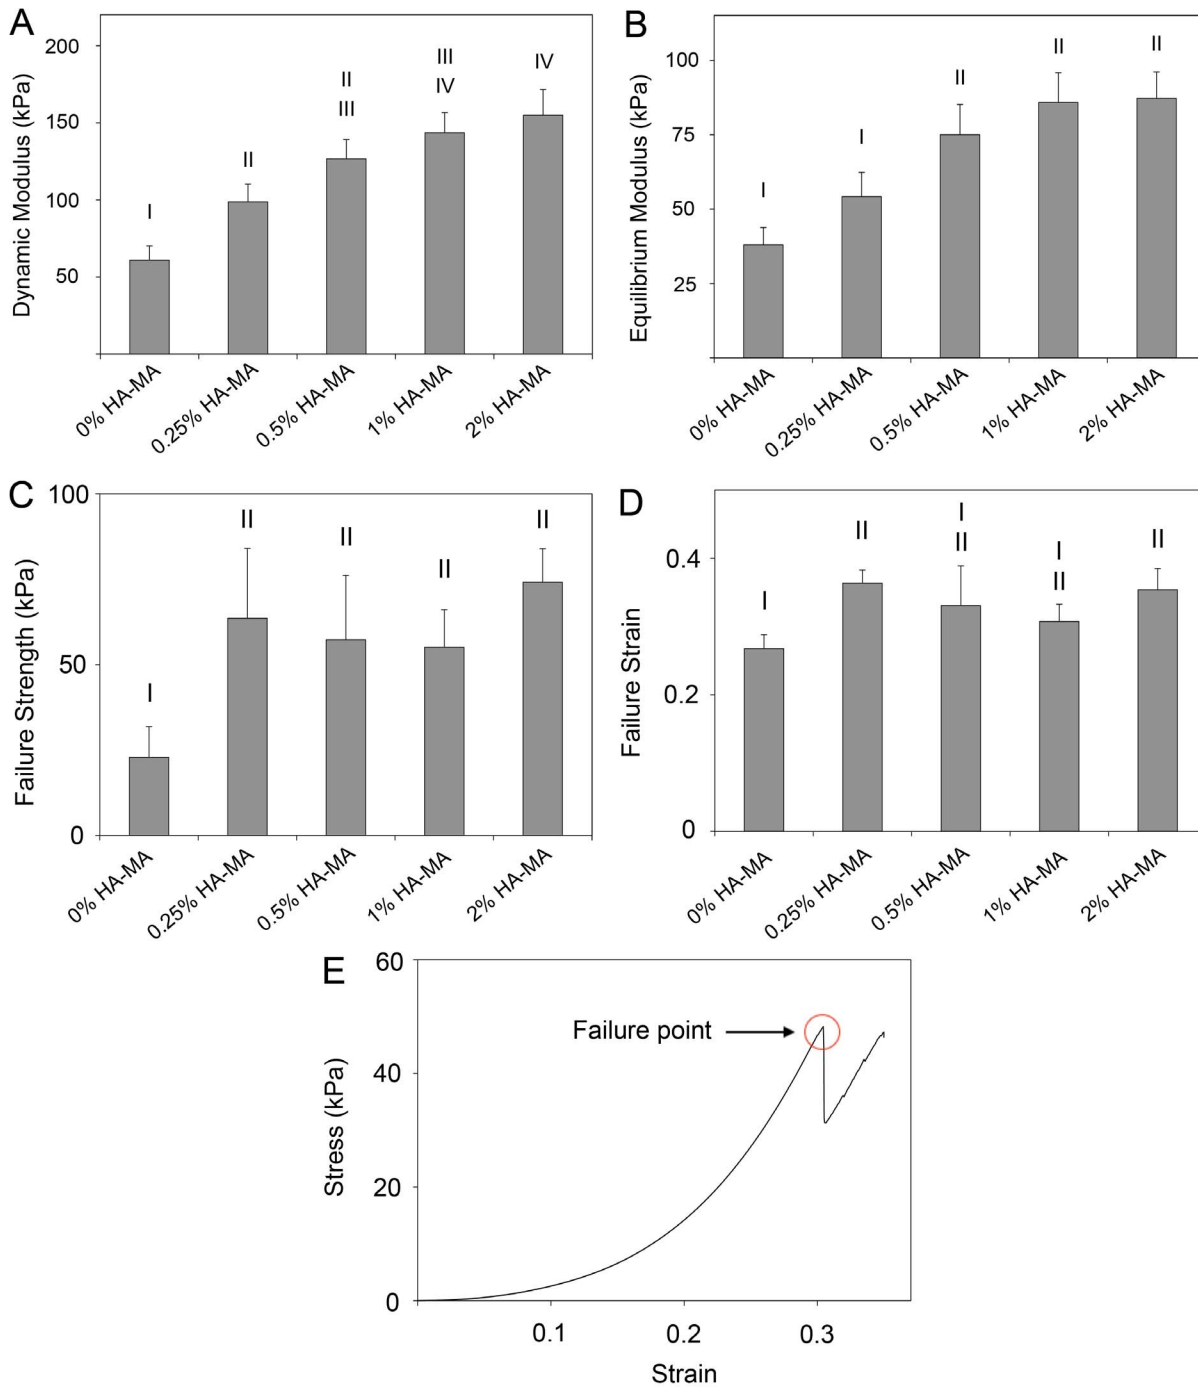 A
Dynamic Modulus (kPa)
200
150
100
50
I
II
II
III
III
IV
IV
0% HA-MA
0.25% HA-MA
0.5% HA-MA
1% HA-MA
2% HA-MA
B
Equilibrium Modulus (kPa)
100
75
50
25
I
I
II
II
II
0% HA-MA
0.25% HA-MA
0.5% HA-MA
1% HA-MA
2% HA-MA
C
Failure Strength (kPa)
100
50
0
I
II
II
II
II
0% HA-MA
0.25% HA-MA
0.5% HA-MA
1% HA-MA
2% HA-MA
D
Failure Strain
0.4
0.2
0
I
II
I
II
I
II
II
0% HA-MA
0.25% HA-MA
0.5% HA-MA
1% HA-MA
2% HA-MA
E
Stress (kPa)
60
40
20
0
Failure point
0.1
0.2
0.3
Strain